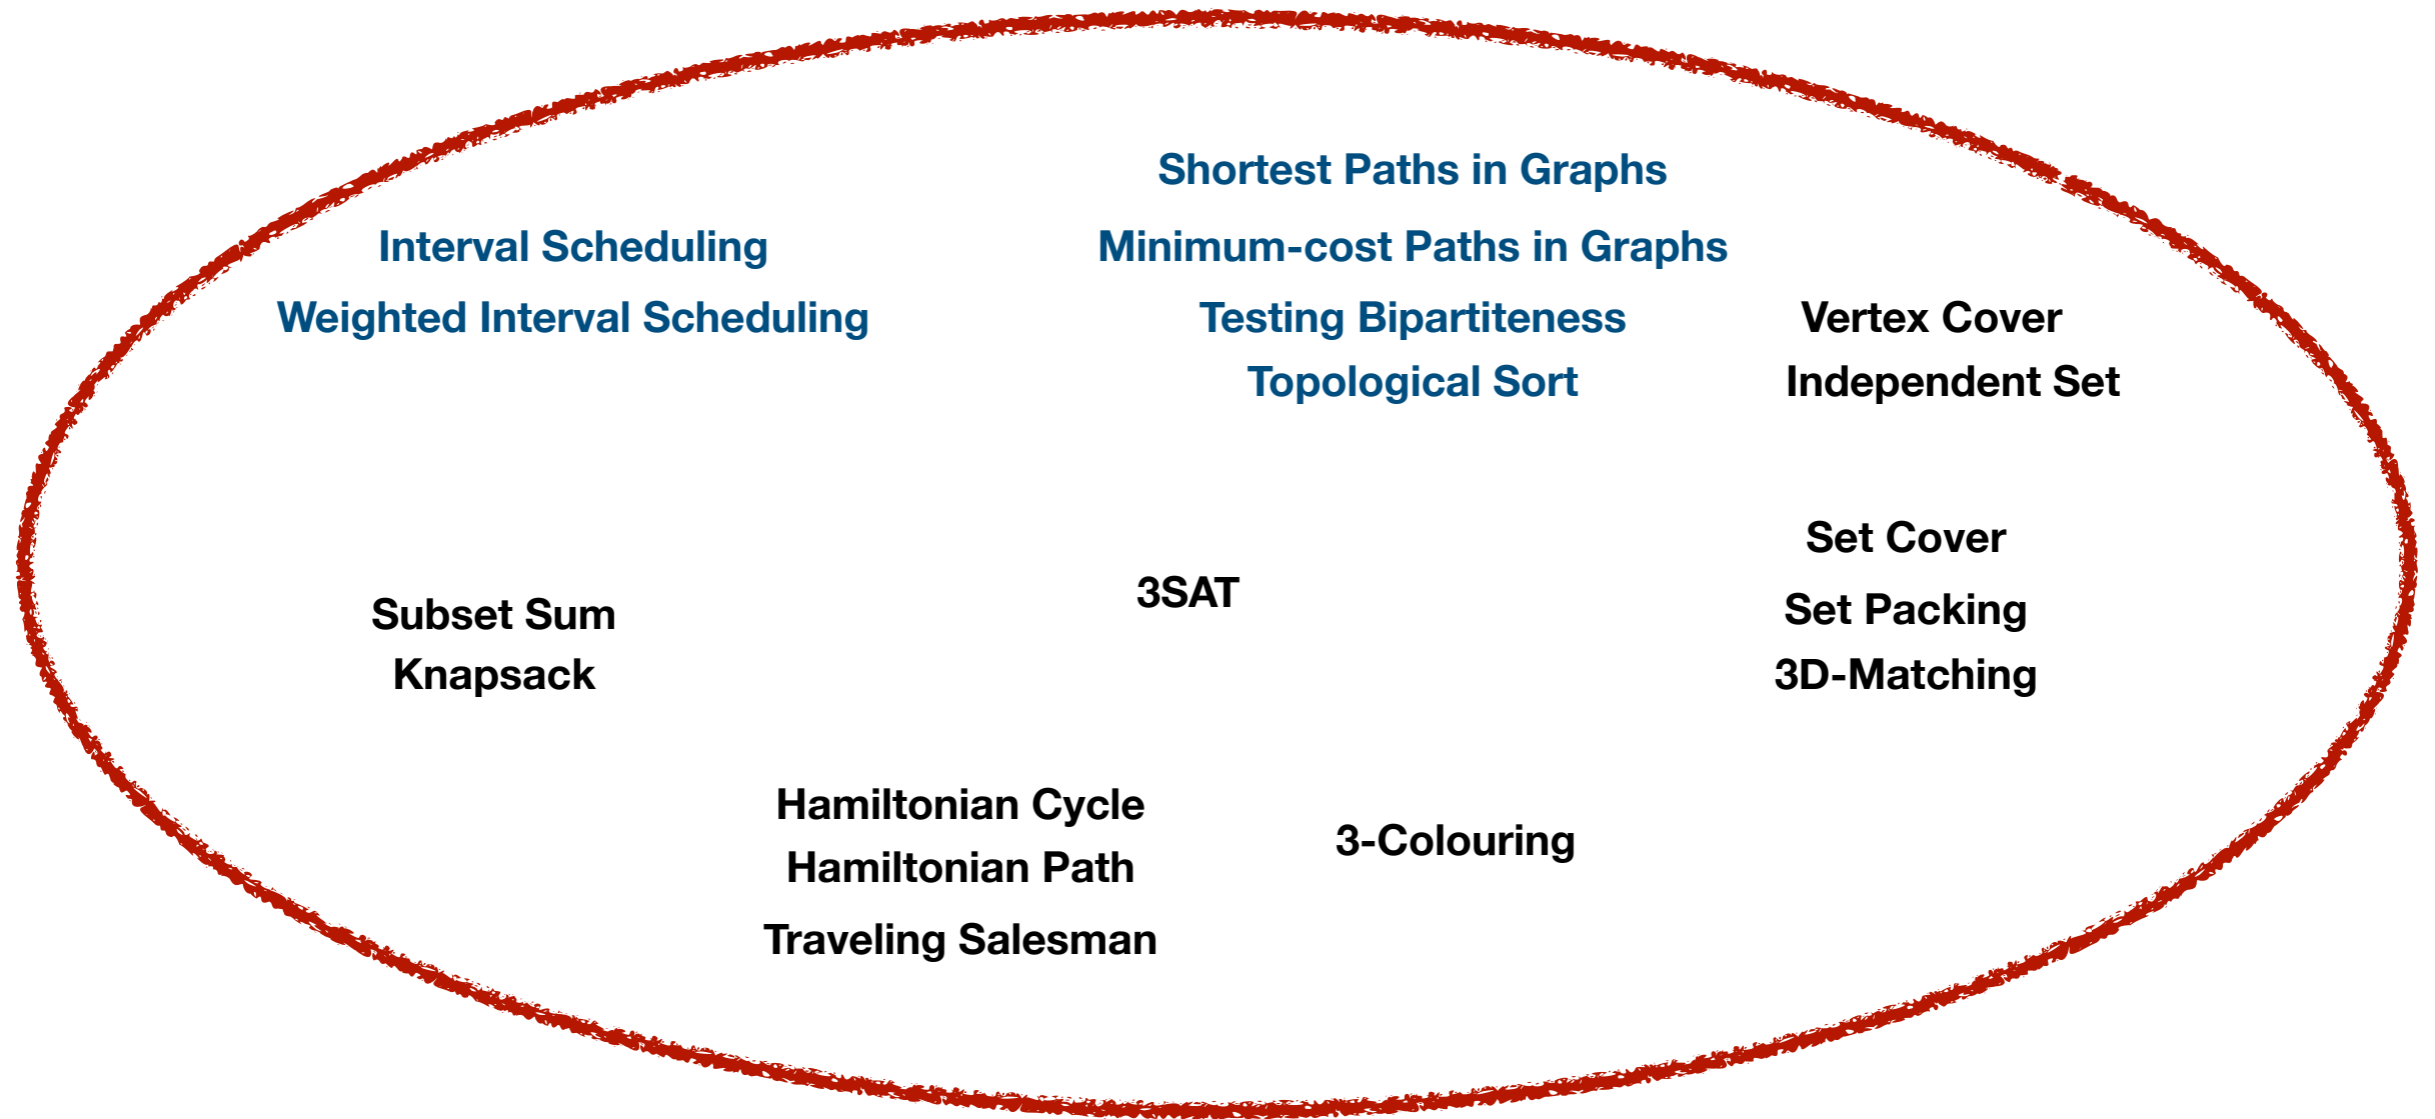 Shortest Paths in Graphs
Interval Scheduling
Minimum-cost Paths in Graphs
Weighted Interval Scheduling
Testing Bipartiteness
Vertex Cover
Topological Sort
Independent Set
Set Cover
3SAT
Subset Sum
Set Packing
Knapsack
3D-Matching
Hamiltonian Cycle
3-Colouring
Hamiltonian Path
Traveling Salesman